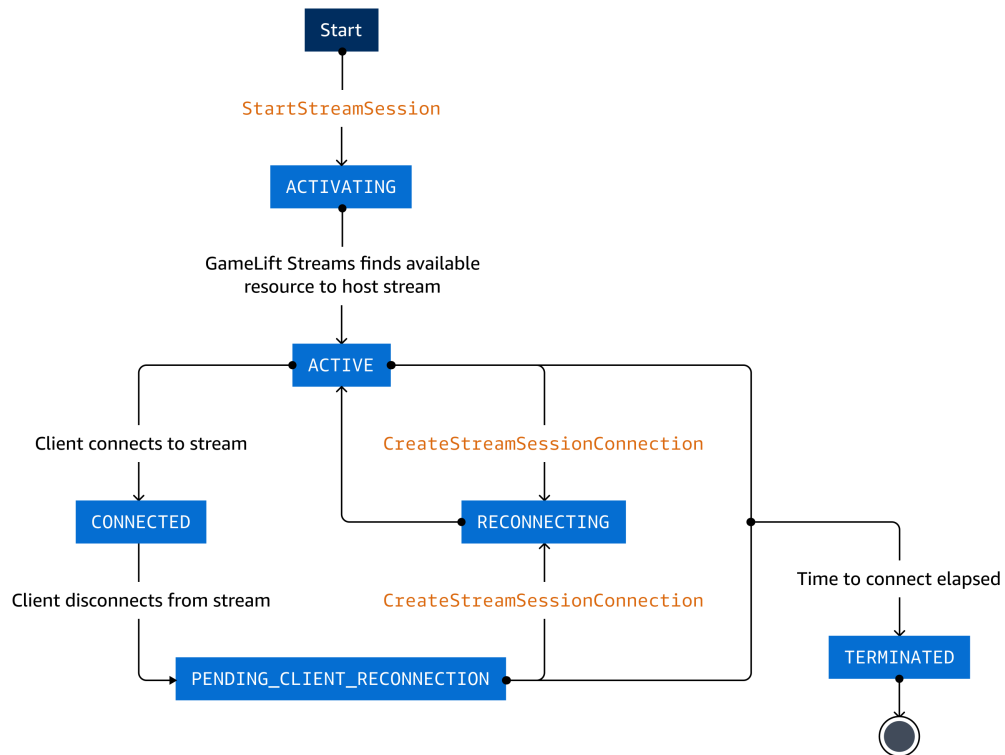 Start
StartStreamSession
ACTIVATING
GameLift Streams finds available
resource to host stream
ACTIVE
Client connects to stream
CreateStreamSessionConnection
CONNECTED
RECONNECTING
Time to connect elapsed
Client disconnects from stream
CreateStreamSessionConnection
TERMINATED
PENDING_CLIENT_RECONNECTION